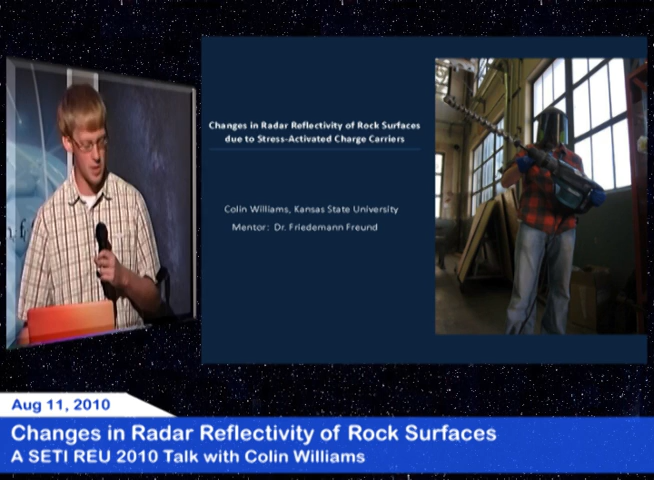 Changes in Radar Reflectivity of Rock Surfaces
due to Stress-Activated Charge Carriers
Colin Williams, Kansas State University
Mentor: Dr. Friedemann Freund
Aug 11, 2010
Changes in Radar Reflectivity of Rock Surfaces
A SETI REU 2010 Talk with Colin Williams